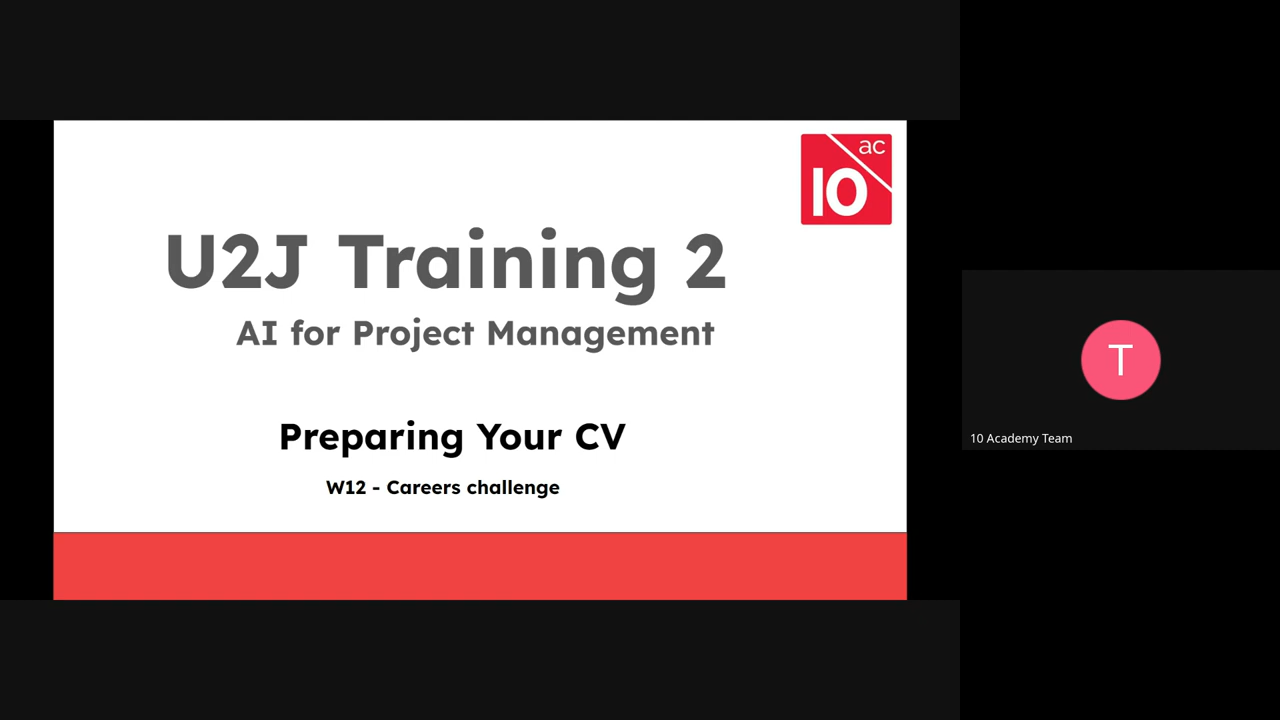 ac
10
U2J Training 2
AI for Project Management
Preparing Your CV
W12 - Careers challenge
T
10 Academy Team